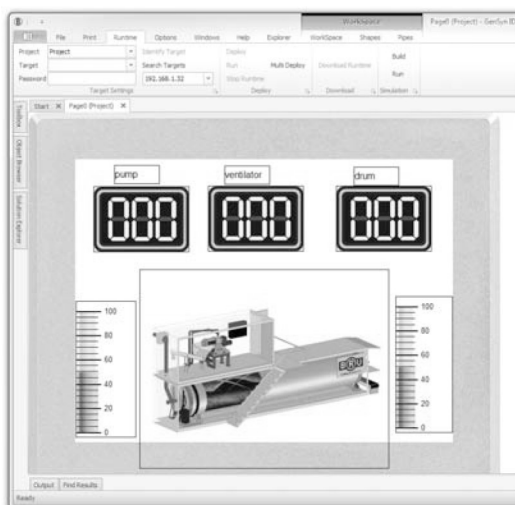 Workspace Page0 (Project) - GenSyn ID
File Print Runtime Options Windows Help Explorer WorkSpace Shapes Pipes
Project Project Identify Target Deploy Build
Target Search Targets Run Multi Deploy Download Runtime
Password 192.168.1.32 Stop Runtime Run
Target Settings Deploy Download Simulation
Start Page0 (Project)
Toolbox
Object Browser
Solution Explorer
pump ventilator drum
000 000 000
100 100
80 80
60 60
40 40
20 20
0 0
Output Find Results
Ready